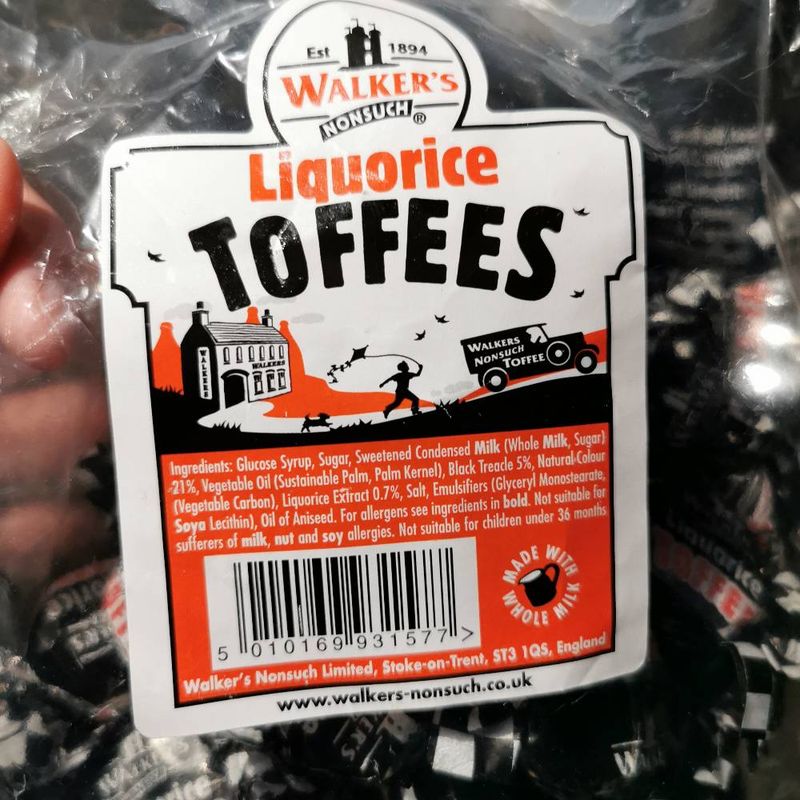 Est 1894
WALKER'S
NONSUCH®
Liquorice
TOFFEES
WALKERS
WALKERS
WALKERS
NONSUCH
TOFFEE
Ingredients: Glucose Syrup, Sugar, Sweetened Condensed Milk (Whole Milk, Sugar)
21%, Vegetable Oil (Sustainable Palm, Palm Kernel), Black Treacle 5%, Natural Colour
(Vegetable Carbon), Liquorice Extract 0.7%, Salt, Emulsifiers (Glyceryl Monostearate,
Soya Lecithin), Oil of Aniseed. For allergens see ingredients in bold. Not suitable for
sufferers of milk, nut and soy allergies. Not suitable for children under 36 months
MADE WITH
WHOLE MILK
5 010169 931577 >
Walker's Nonsuch Limited, Stoke-on-Trent, ST3 1QS, England
www.walkers-nonsuch.co.uk
Liquorice
TOFFEE
Liquorice